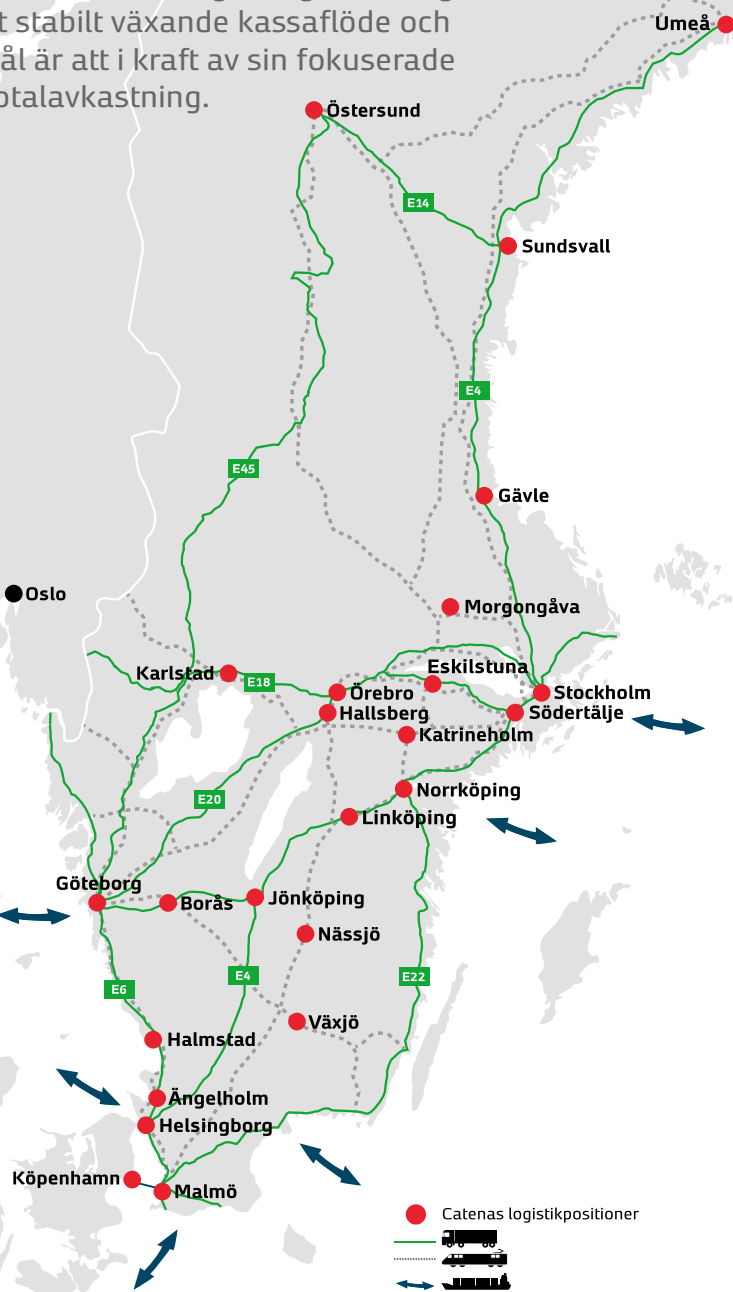 t stabilt växande kassaflöde och
ål är att i kraft av sin fokuserade
otalavkastning.
Umeå
Östersund
E14
Sundsvall
E4
E45
Gävle
Oslo
Morgongåva
Eskilstuna
Karlstad
E18
Örebro
Stockholm
Hallsberg
Södertälje
Katrineholm
Norrköping
E20
Linköping
Göteborg
Borås
Jönköping
Nässjö
E4
E22
E6
Växjö
Halmstad
Ängelholm
Helsingborg
Köpenhamn
Malmö
Catenas logistikpositioner